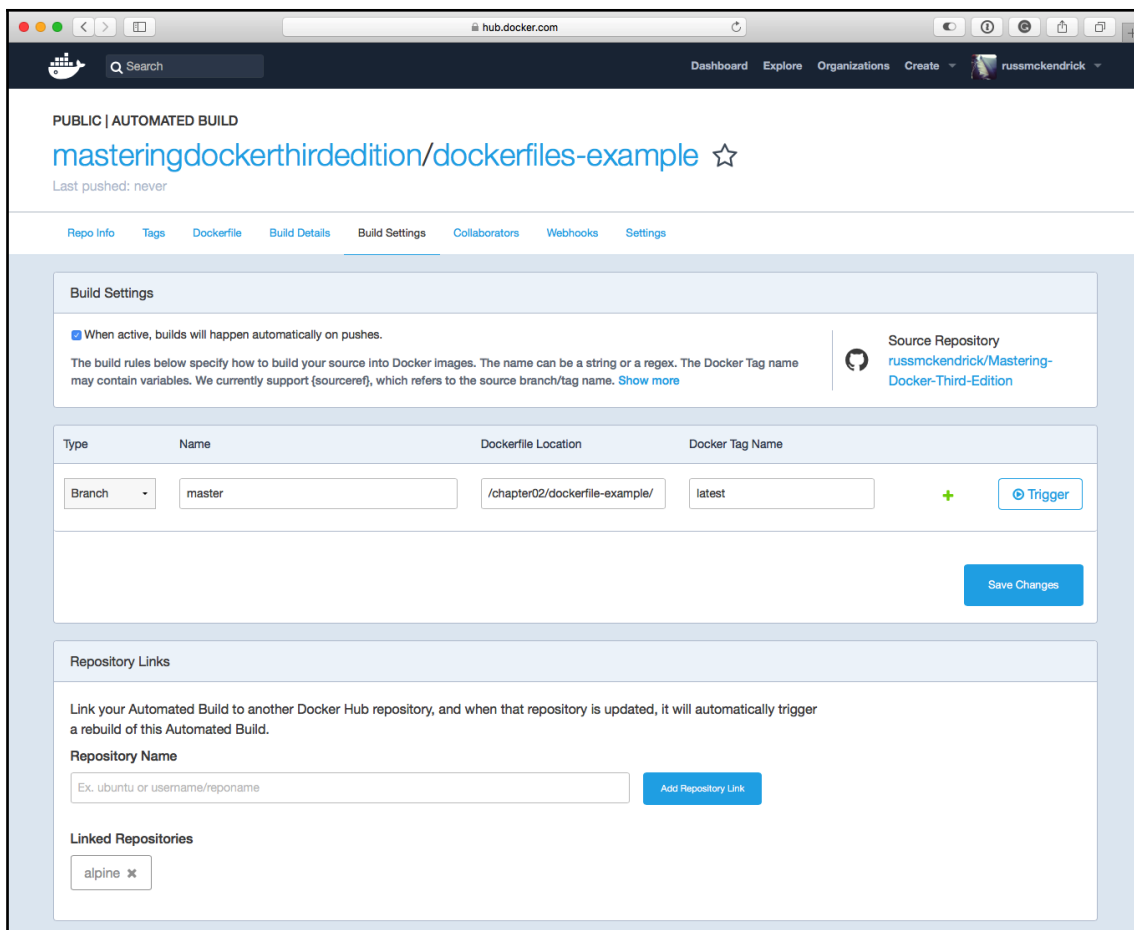 hub.docker.com
Search
Dashboard Explore Organizations Create russmckendrick
PUBLIC | AUTOMATED BUILD
masteringdockerthirdedition/dockerfiles-example
Last pushed: never
Repo Info Tags Dockerfile Build Details Build Settings Collaborators Webhooks Settings
Build Settings
When active, builds will happen automatically on pushes.
The build rules below specify how to build your source into Docker images. The name can be a string or a regex. The Docker Tag name
may contain variables. We currently support {sourceref}, which refers to the source branch/tag name. Show more
Source Repository
russmckendrick/Mastering-
Docker-Third-Edition
Type Name Dockerfile Location Docker Tag Name
Branch master /chapter02/dockerfile-example/ latest Trigger
Save Changes
Repository Links
Link your Automated Build to another Docker Hub repository, and when that repository is updated, it will automatically trigger
a rebuild of this Automated Build.
Repository Name
Ex. ubuntu or username/reponame Add Repository Link
Linked Repositories
alpine